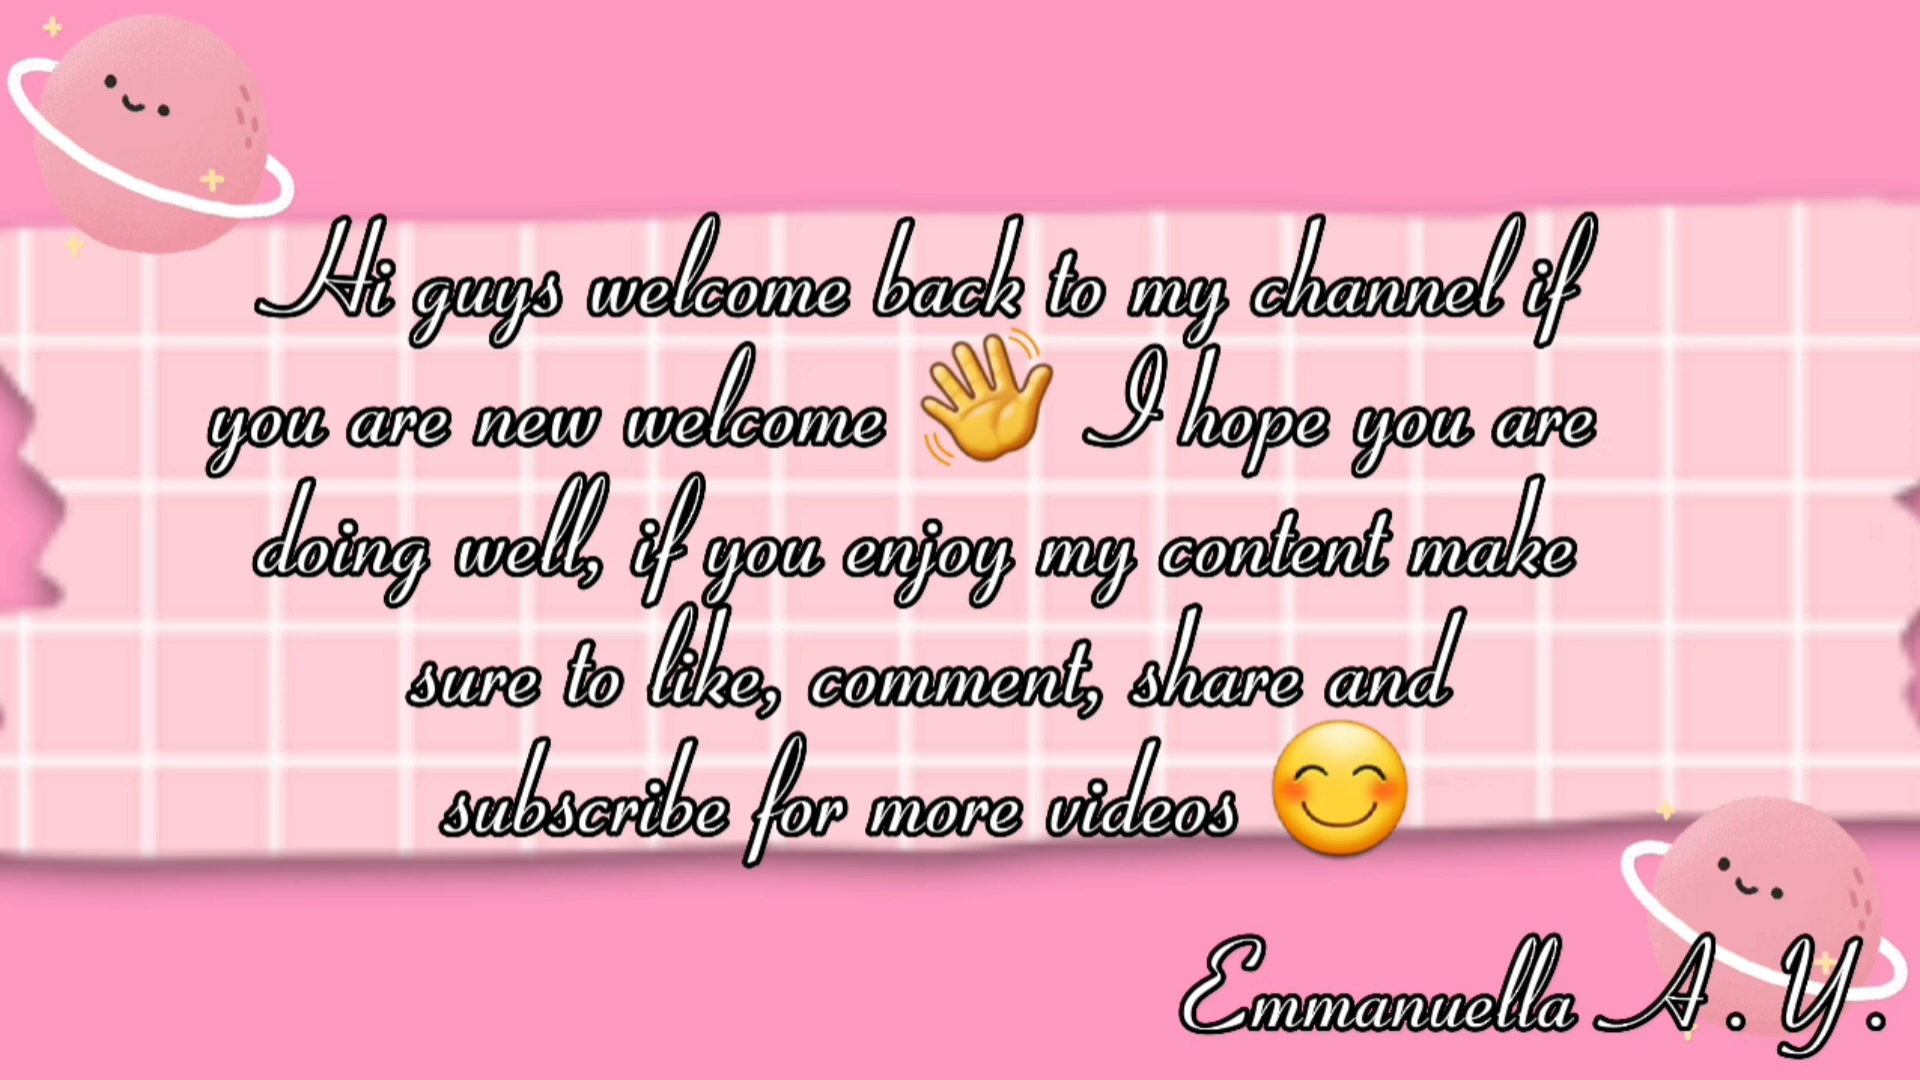 Hi guys welcome back to my channel if
you are new welcome 👋 I hope you are
doing well, if you enjoy my content make
sure to like, comment, share and
subscribe for more videos 😊
Emmanuella A. Y.